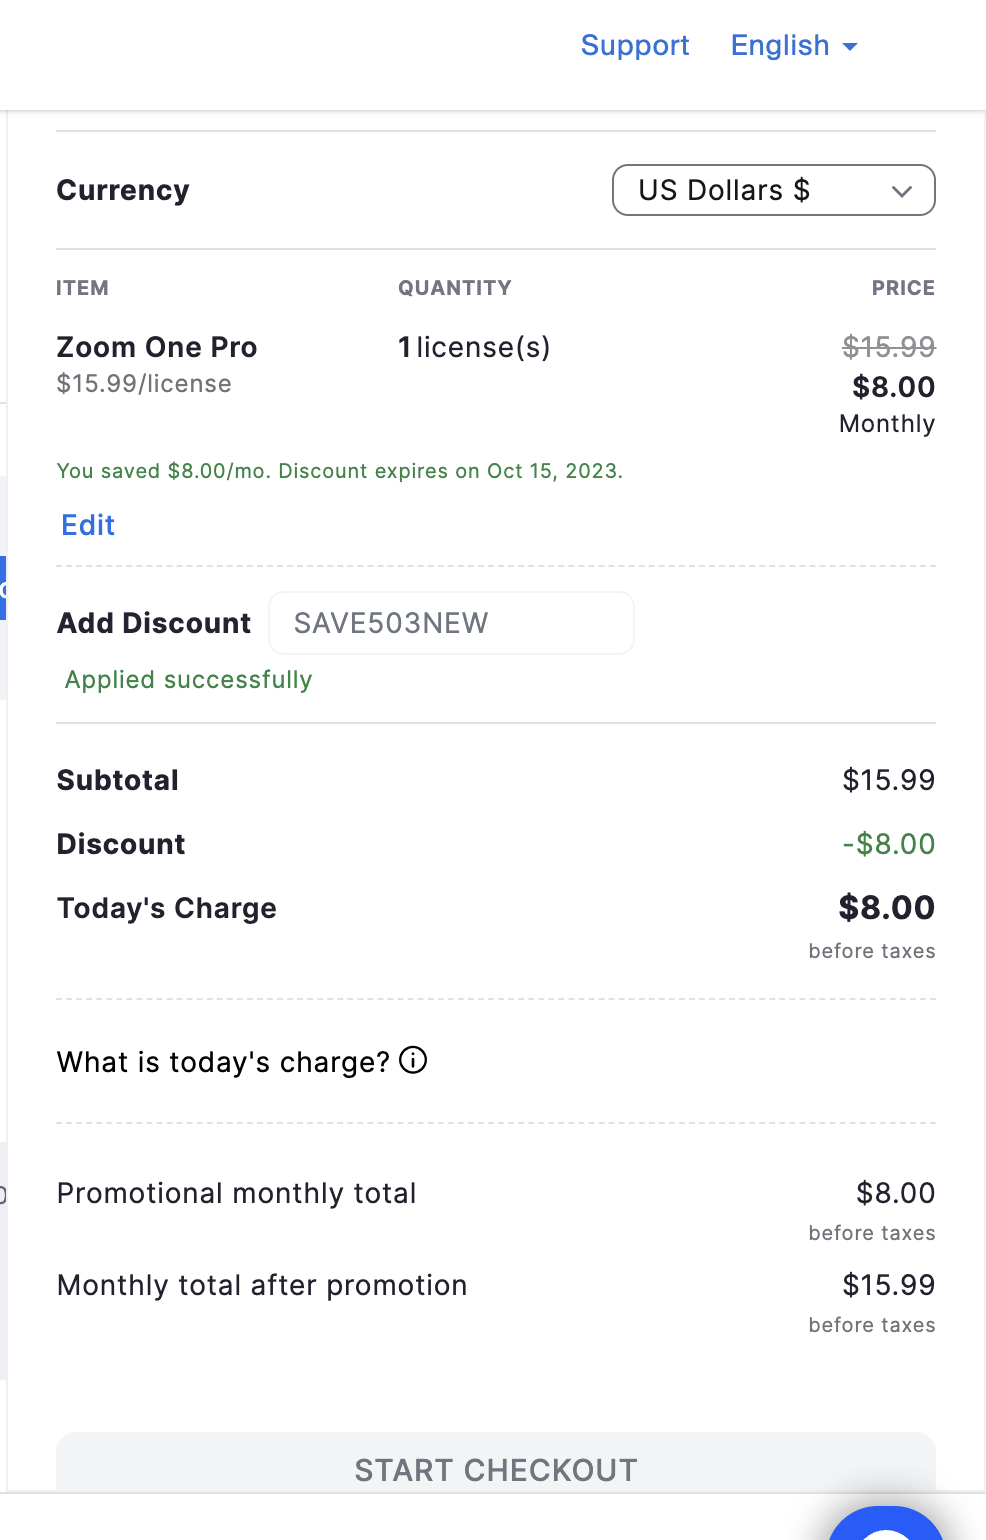 Support English
Currency US Dollars $
ITEM QUANTITY PRICE
Zoom One Pro 1 license(s) $15.99
$15.99/license $8.00
Monthly
You saved $8.00/mo. Discount expires on Oct 15, 2023.
Edit
Add Discount SAVE503NEW
Applied successfully
Subtotal $15.99
Discount -$8.00
Today's Charge $8.00
before taxes
What is today's charge?
Promotional monthly total $8.00
before taxes
Monthly total after promotion $15.99
before taxes
START CHECKOUT